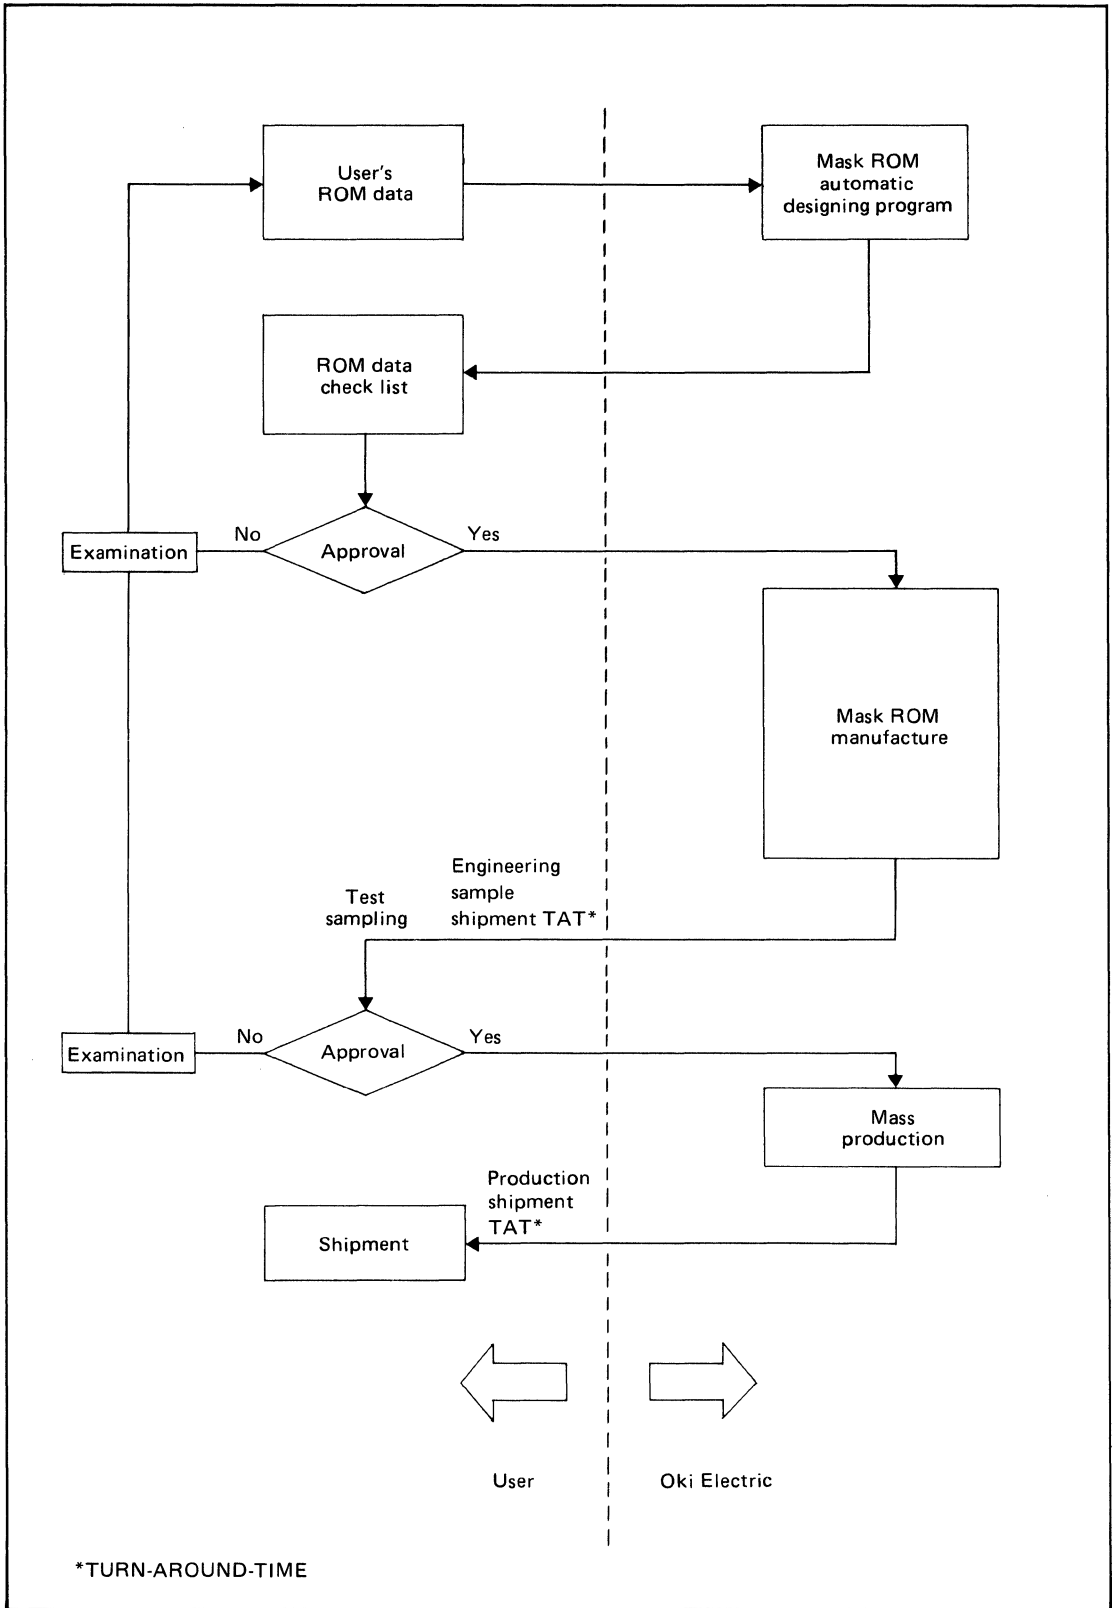 User's
ROM data
Mask ROM
automatic
designing program
ROM data
check list
No
Yes
Examination
Approval
Mask ROM
manufacture
Engineering
sample
shipment TAT*
Test
sampling
No
Yes
Examination
Approval
Mass
production
Production
shipment
TAT*
Shipment
User
Oki Electric
*TURN-AROUND-TIME